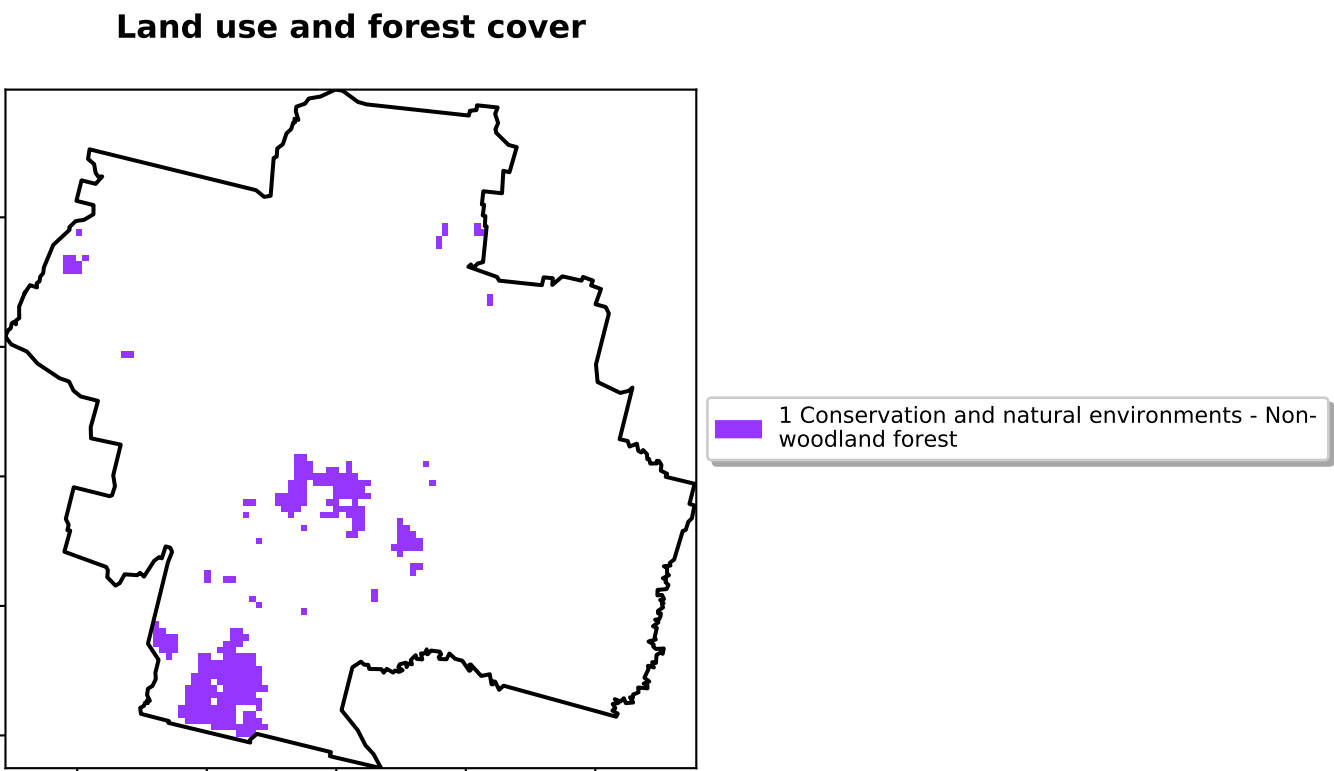 Land use and forest cover
1 Conservation and natural environments - Non-
woodland forest